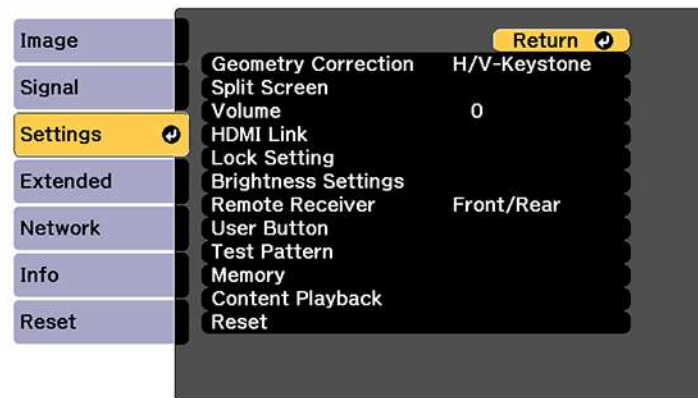 Image
Signal
Settings
Extended
Network
Info
Reset
Return
Geometry Correction H/V-Keystone
Split Screen
Volume 0
HDMI Link
Lock Setting
Brightness Settings
Remote Receiver Front/Rear
User Button
Test Pattern
Memory
Content Playback
Reset